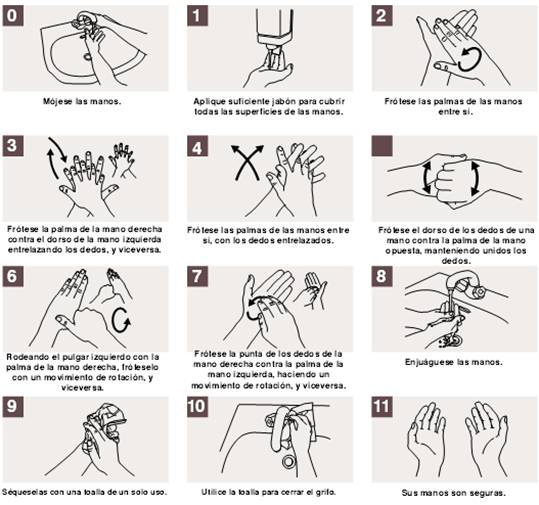 0
Mójese las manos.
1
Aplique suficiente jabón para cubrir
todas las superficies de las manos.
2
Frótese las palmas de las manos
entre sí.
3
Frótese la palma de la mano derecha
contra el dorso de la mano izquierda
entrelazando los dedos, y viceversa.
4
Frótese las palmas de las manos entre
sí, con los dedos entrelazados.
Frótese el dorso de los dedos de una
mano contra la palma de la mano
opuesta, manteniendo unidos los
dedos.
6
Rodeando el pulgar izquierdo con la
palma de la mano derecha, fróteselo
con un movimiento de rotación, y
viceversa.
7
Frótese la punta de los dedos de la
mano derecha contra la palma de la
mano izquierda, haciendo un
movimiento de rotación, y viceversa.
8
Enjuáguese las manos.
9
Séqueselas con una toalla de un solo uso.
10
Utilice la toalla para cerrar el grifo.
11
Sus manos son seguras.